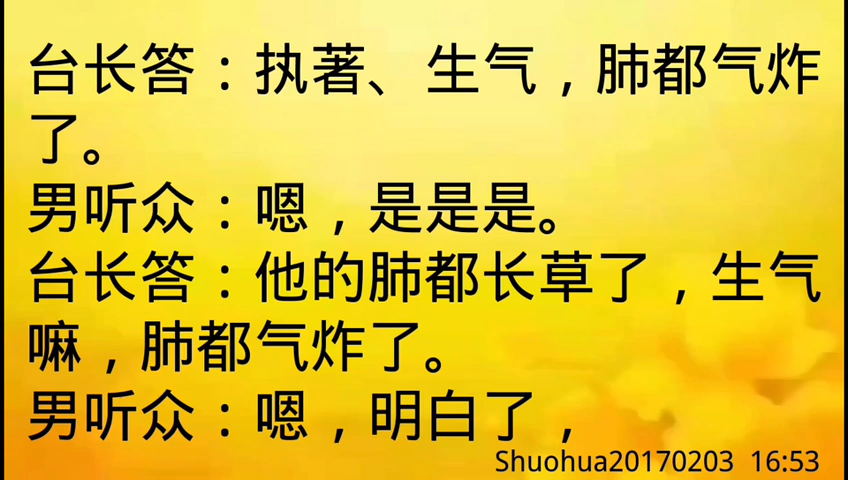 台长答：执著、生气，肺都气炸
了。
男听众：嗯，是是是。
台长答：他的肺都长草了，生气
嘛，肺都气炸了。
男听众：嗯，明白了，
Shuohua20170203 16:53